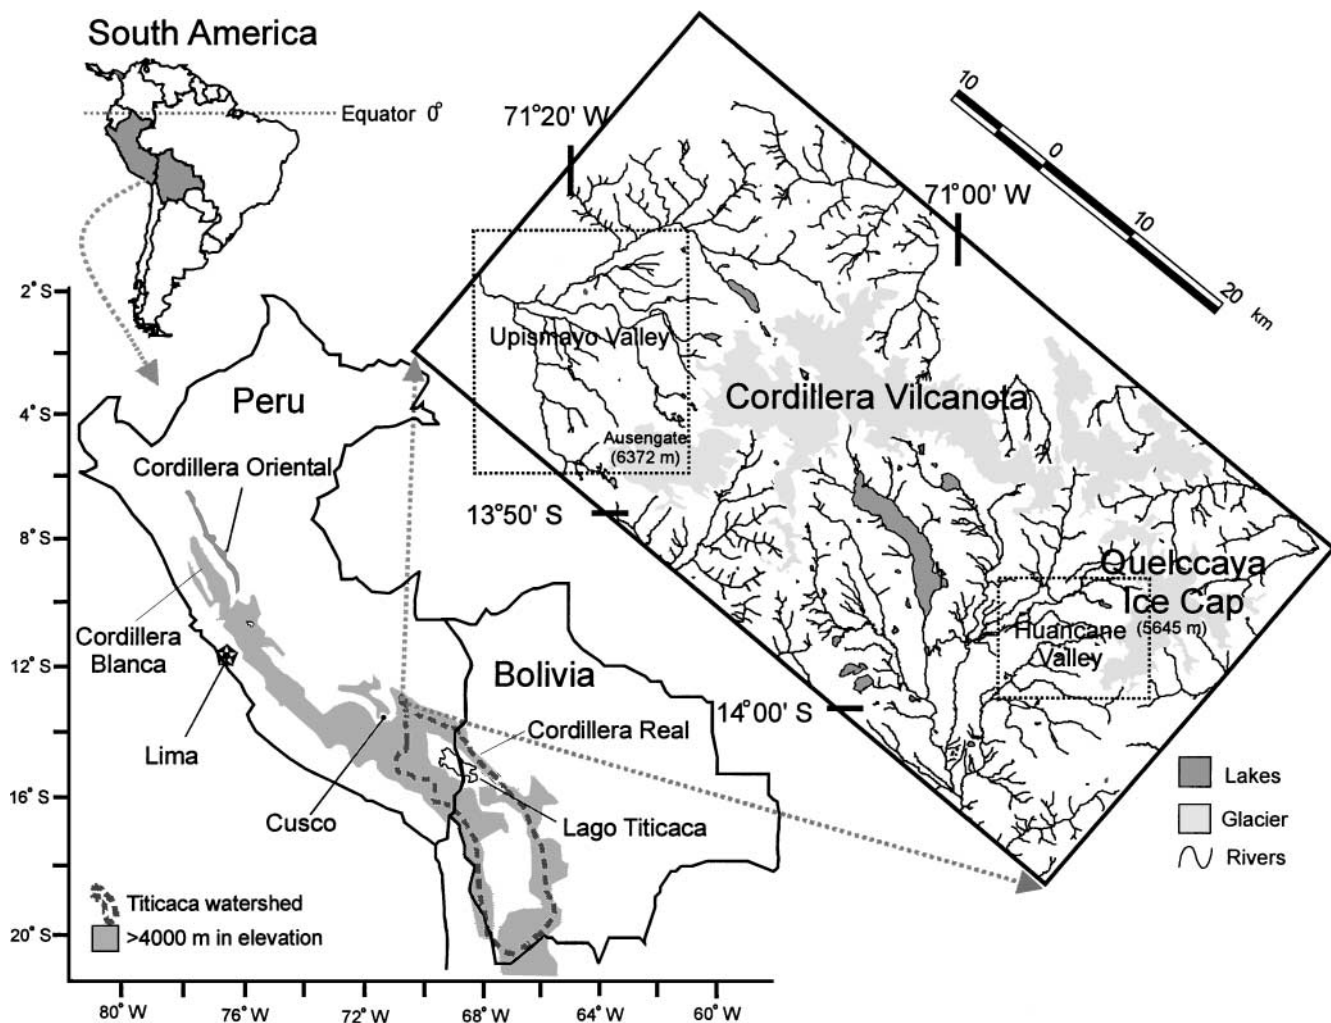 South America
Equator 0°
71°20' W
71°00' W
10
0
10
20
km
2° S
4° S
6° S
8° S
12° S
16° S
20° S
80° W
76° W
72° W
68° W
64° W
60° W
Peru
Cordillera Oriental
Cordillera
Blanca
Lima
Cusco
Bolivia
Cordillera Real
Lago Titicaca
Titicaca watershed
>4000 m in elevation
Upismayo Valley
Ausengate
(6372 m)
Cordillera Vilcanota
13°50' S
14°00' S
Quelccaya
Ice Cap
(5645 m)
Huancane
Valley
Lakes
Glacier
Rivers